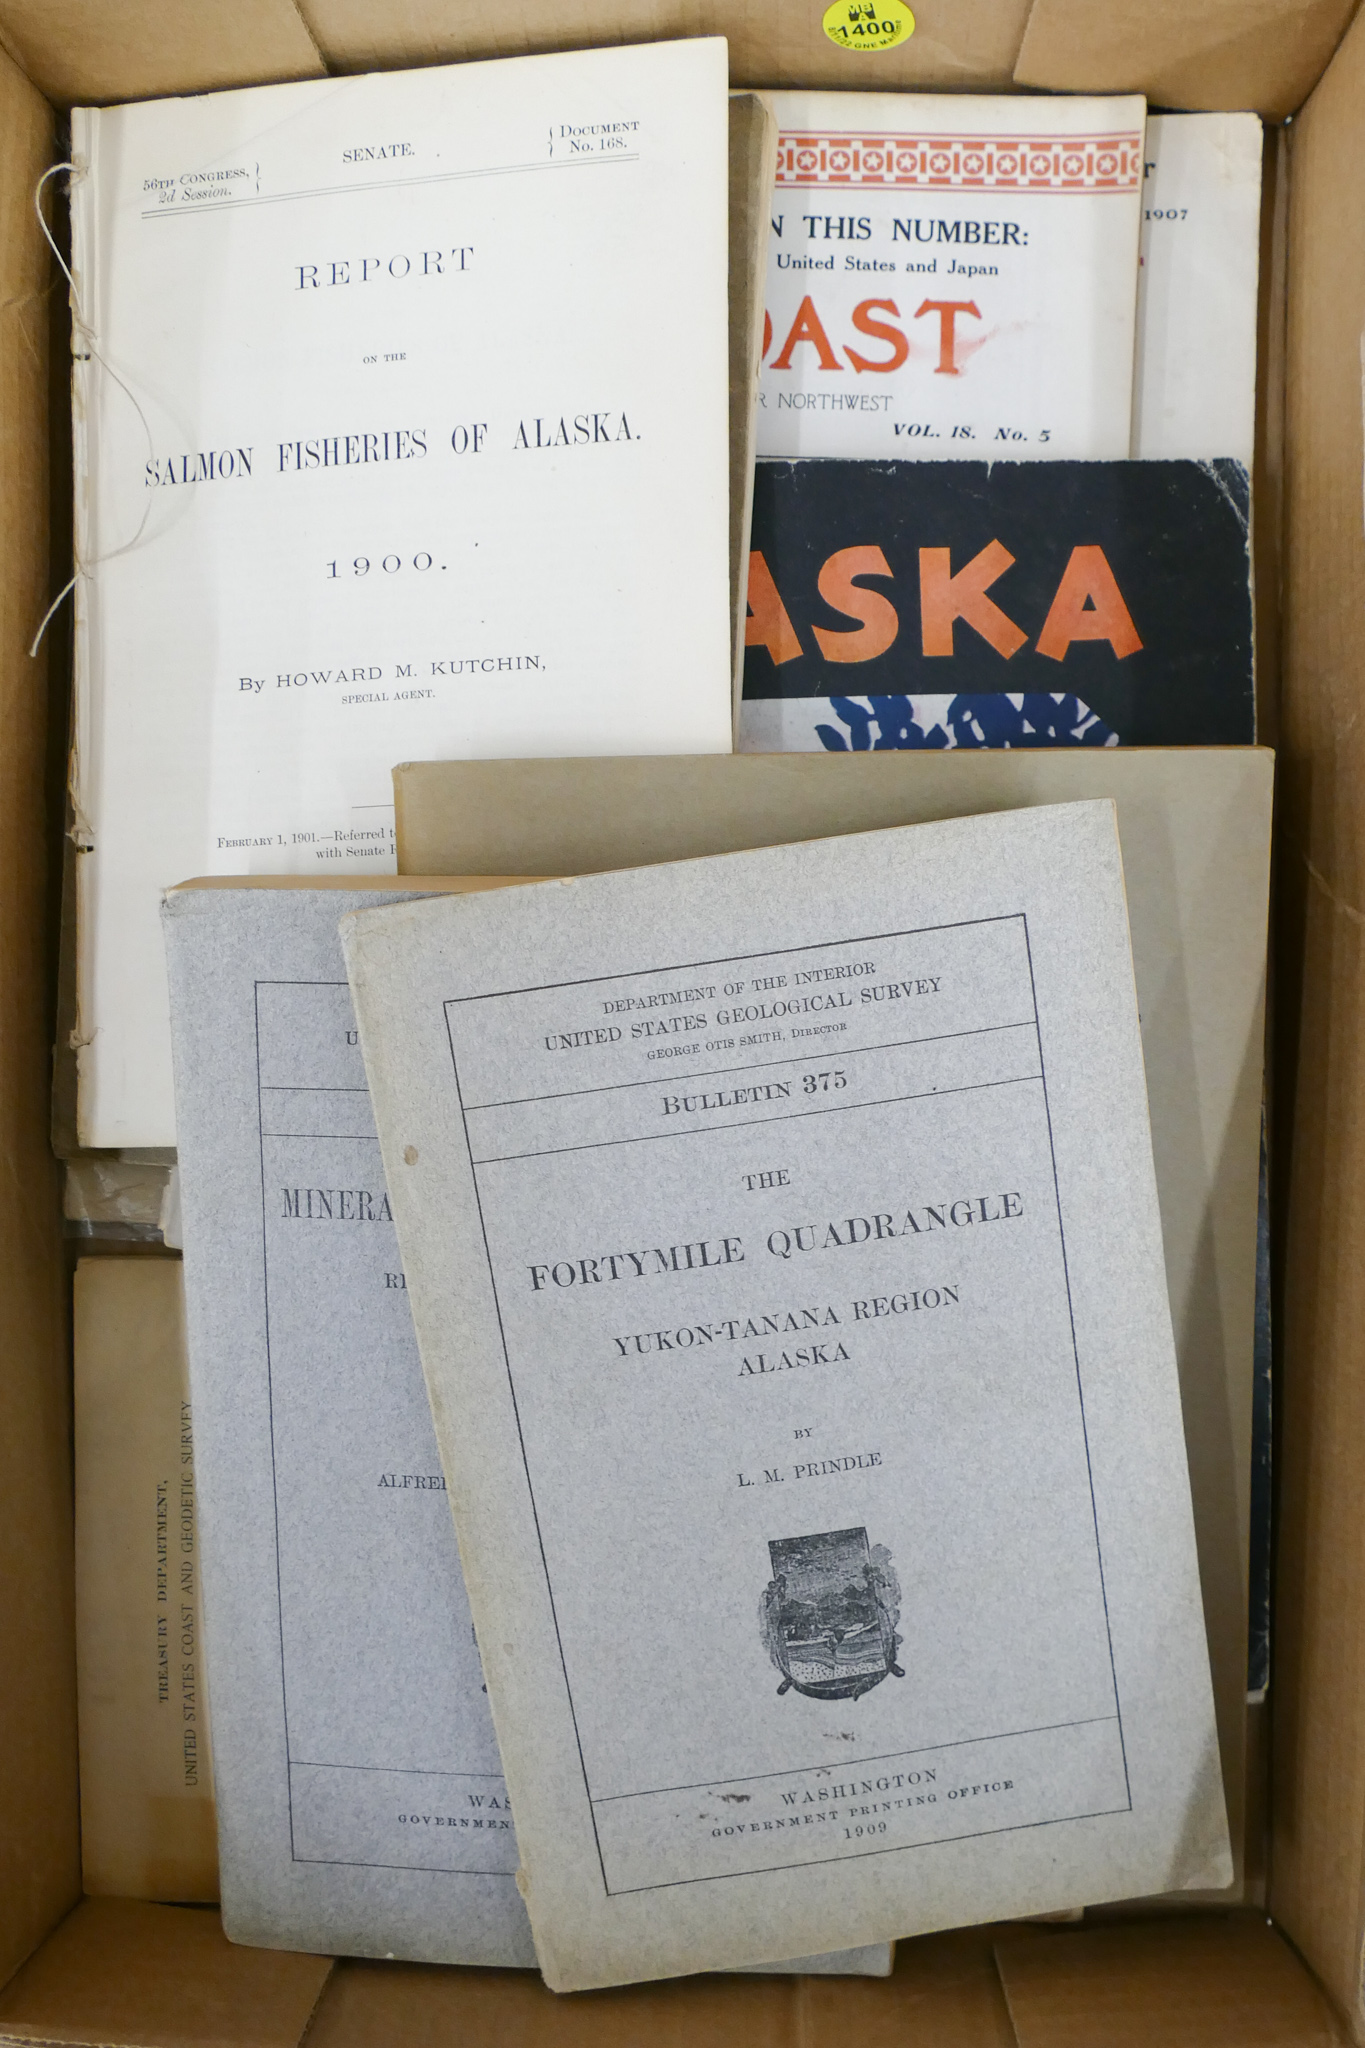 MB
1400
56TH CONGRESS,
2d Session.
SENATE.
DOCUMENT
No. 168.
REPORT
ON THE
SALMON FISHERIES OF ALASKA.
1900.
By HOWARD M. KUTCHIN,
SPECIAL AGENT.
FEBRUARY 1, 1901.—Referred
with Senate
N THIS NUMBER:
United States and Japan
OAST
R NORTHWEST
VOL. 18. No. 5
1907
ASKA
MINERA
ALFRE
GOVERNMEN
TREASURY DEPARTMENT,
UNITED STATES COAST AND GEODETIC SURVEY
DEPARTMENT OF THE INTERIOR
UNITED STATES GEOLOGICAL SURVEY
GEORGE OTIS SMITH, DIRECTOR
BULLETIN 375
THE
FORTYMILE QUADRANGLE
YUKON-TANANA REGION
ALASKA
BY
L. M. PRINDLE
WASHINGTON
GOVERNMENT PRINTING OFFICE
1909